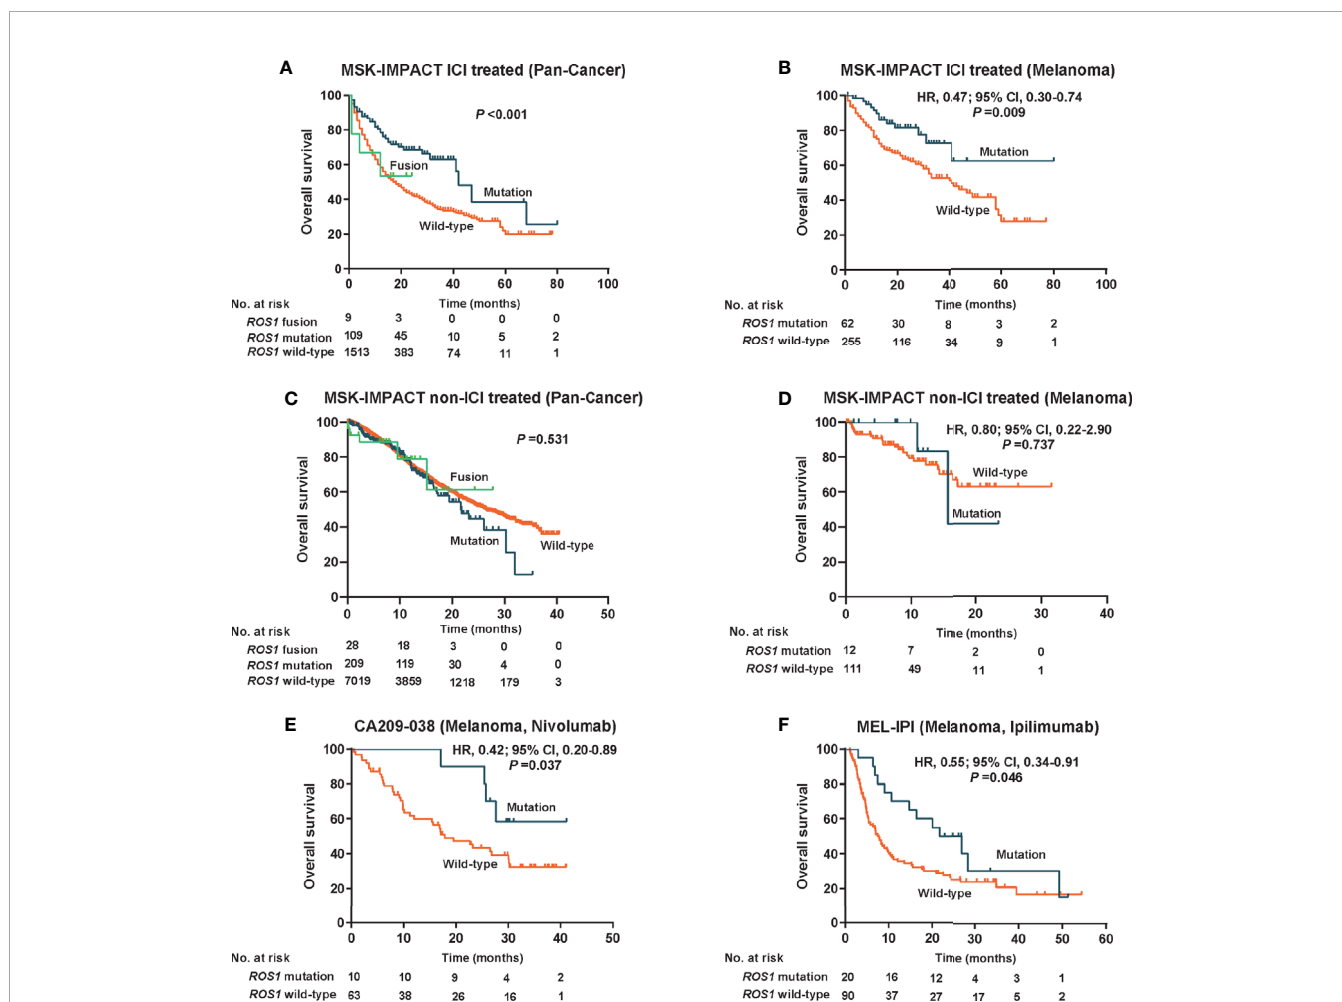 A
MSK-IMPACT ICI treated (Pan-Cancer)
P <0.001
Overall survival
100
80
60
40
20
0
Fusion
Mutation
Wild-type
0 20 40 60 80 100
Time (months)
No. at risk
ROS1 fusion 9 3 0 0 0
ROS1 mutation 109 45 10 5 2
ROS1 wild-type 1513 383 74 11 1
B
MSK-IMPACT ICI treated (Melanoma)
HR, 0.47; 95% CI, 0.30-0.74
P =0.009
Overall survival
100
80
60
40
20
0
Mutation
Wild-type
0 20 40 60 80 100
Time (months)
No. at risk
ROS1 mutation 62 30 8 3 2
ROS1 wild-type 255 116 34 9 1
C
MSK-IMPACT non-ICI treated (Pan-Cancer)
P =0.531
Overall survival
100
80
60
40
20
0
Fusion
Mutation
Wild-type
0 10 20 30 40 50
Time (months)
No. at risk
ROS1 fusion 28 18 3 0 0
ROS1 mutation 209 119 30 4 0
ROS1 wild-type 7019 3859 1218 179 3
D
MSK-IMPACT non-ICI treated (Melanoma)
HR, 0.80; 95% CI, 0.22-2.90
P =0.737
Overall survival
100
80
60
40
20
0
Wild-type
Mutation
0 10 20 30 40
Time (months)
No. at risk
ROS1 mutation 12 7 2 0
ROS1 wild-type 111 49 11 1
E
CA209-038 (Melanoma, Nivolumab)
HR, 0.42; 95% CI, 0.20-0.89
P =0.037
Overall survival
100
80
60
40
20
0
Mutation
Wild-type
0 10 20 30 40 50
Time (months)
No. at risk
ROS1 mutation 10 10 9 4 2
ROS1 wild-type 63 38 26 16 1
F
MEL-IPI (Melanoma, Ipilimumab)
HR, 0.55; 95% CI, 0.34-0.91
P =0.046
Overall survival
100
80
60
40
20
0
Mutation
Wild-type
0 10 20 30 40 50 60
Time (months)
No. at risk
ROS1 mutation 20 16 12 4 3 1
ROS1 wild-type 90 37 27 17 5 2